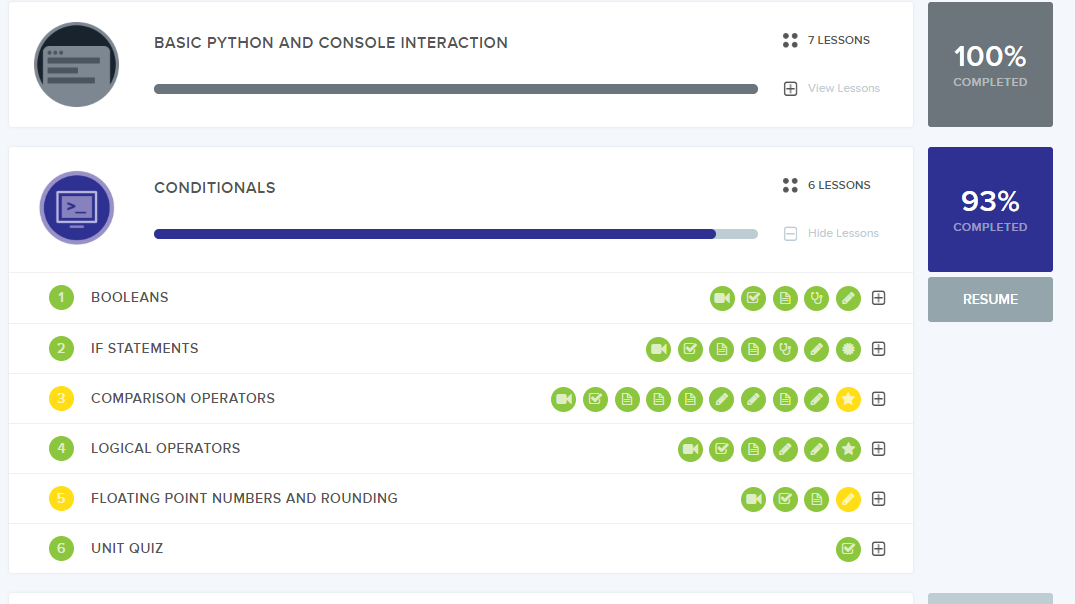 BASIC PYTHON AND CONSOLE INTERACTION
7 LESSONS
View Lessons
100%
COMPLETED
CONDITIONALS
6 LESSONS
Hide Lessons
93%
COMPLETED
RESUME
1 BOOLEANS
2 IF STATEMENTS
3 COMPARISON OPERATORS
4 LOGICAL OPERATORS
5 FLOATING POINT NUMBERS AND ROUNDING
6 UNIT QUIZ